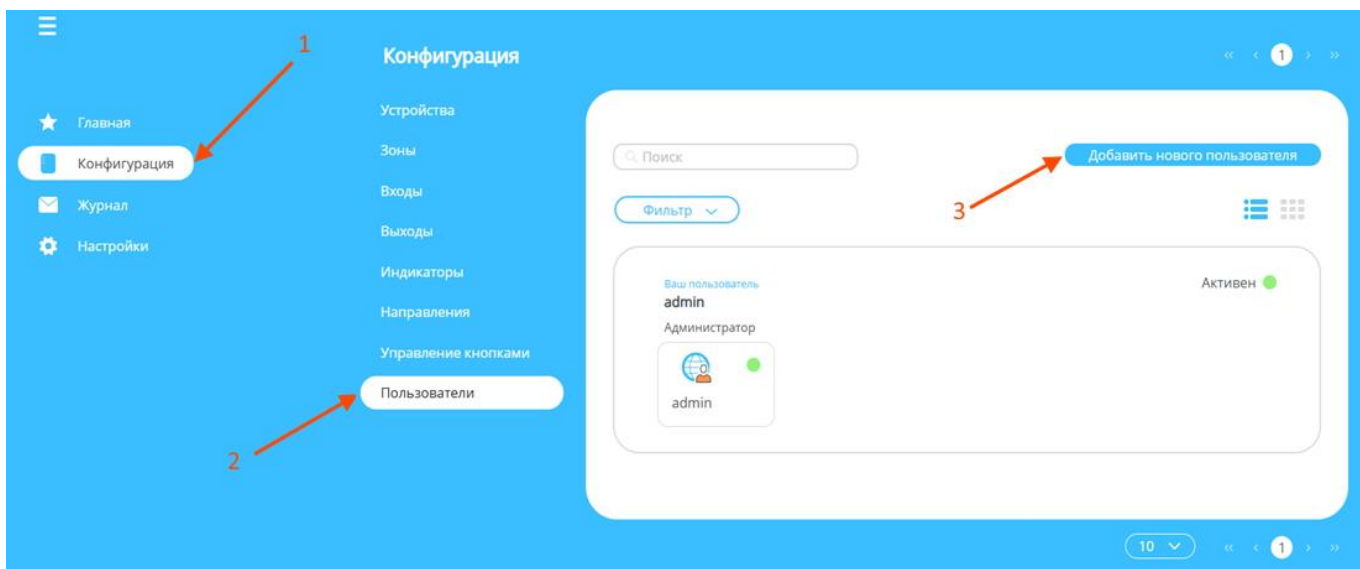 1
Конфигурация
« ‹ 1 › »
Главная
Конфигурация
Журнал
Настройки
Устройства
Зоны
Входы
Выходы
Индикаторы
Направления
Управление кнопками
Пользователи
2
Поиск
Добавить нового пользователя
3
Фильтр
Ваш пользователь
admin
Активен
Администратор
admin
10
« ‹ 1 › »